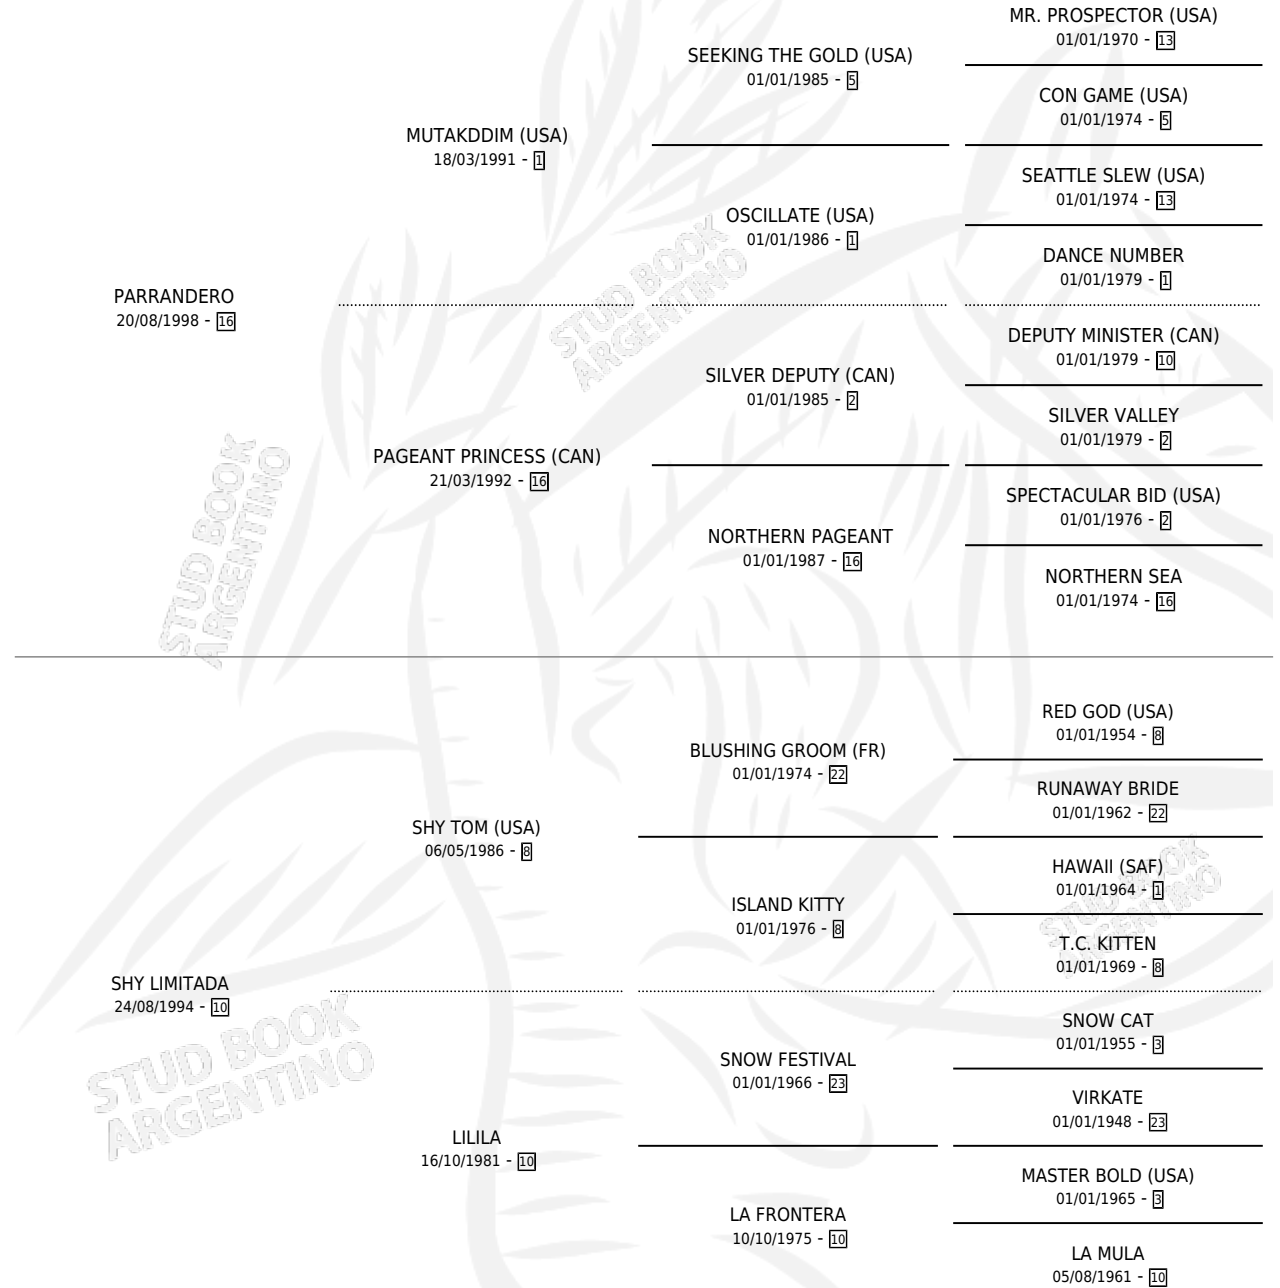 MR. PROSPECTOR (USA)
01/01/1970 - 13
SEEKING THE GOLD (USA)
01/01/1985 - 5
CON GAME (USA)
01/01/1974 - 5
MUTAKDDIM (USA)
18/03/1991 - 1
SEATTLE SLEW (USA)
01/01/1974 - 13
OSCILLATE (USA)
01/01/1986 - 1
DANCE NUMBER
01/01/1979 - 1
PARRANDERO
20/08/1998 - 16
STUD BOOK
ARGENTINO
DEPUTY MINISTER (CAN)
01/01/1979 - 10
SILVER DEPUTY (CAN)
01/01/1985 - 2
SILVER VALLEY
01/01/1979 - 2
PAGEANT PRINCESS (CAN)
21/03/1992 - 16
SPECTACULAR BID (USA)
01/01/1976 - 2
NORTHERN PAGEANT
01/01/1987 - 16
NORTHERN SEA
01/01/1974 - 16
STUD BOOK
ARGENTINO
RED GOD (USA)
01/01/1954 - 8
BLUSHING GROOM (FR)
01/01/1974 - 22
RUNAWAY BRIDE
01/01/1962 - 22
SHY TOM (USA)
06/05/1986 - 8
HAWAII (SAF)
01/01/1964 - 1
ISLAND KITTY
01/01/1976 - 8
STUD BOOK
ARGENTINO
T.C. KITTEN
01/01/1969 - 8
SHY LIMITADA
24/08/1994 - 10
SNOW CAT
01/01/1955 - 3
SNOW FESTIVAL
01/01/1966 - 23
VIRKATE
01/01/1948 - 23
STUD BOOK
ARGENTINO
LILILA
16/10/1981 - 10
MASTER BOLD (USA)
01/01/1965 - 3
LA FRONTERA
10/10/1975 - 10
LA MULA
05/08/1961 - 10